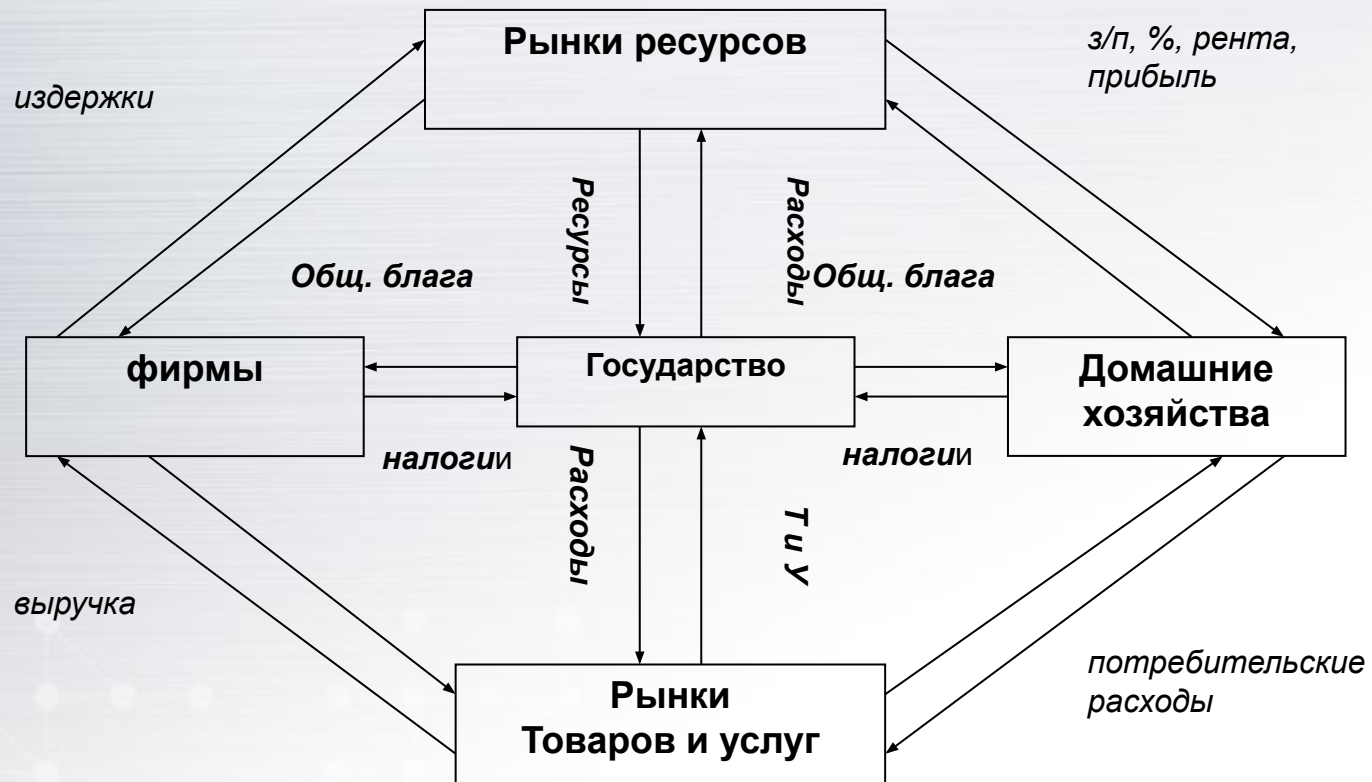 Рынки ресурсов
з/п, %, рента,
прибыль
издержки
Ресурсы
Расходы
Общ. блага
Общ. блага
фирмы
Государство
Домашние
хозяйства
налогии
налогии
Расходы
Т и У
выручка
потребительские
расходы
Рынки
Товаров и услуг